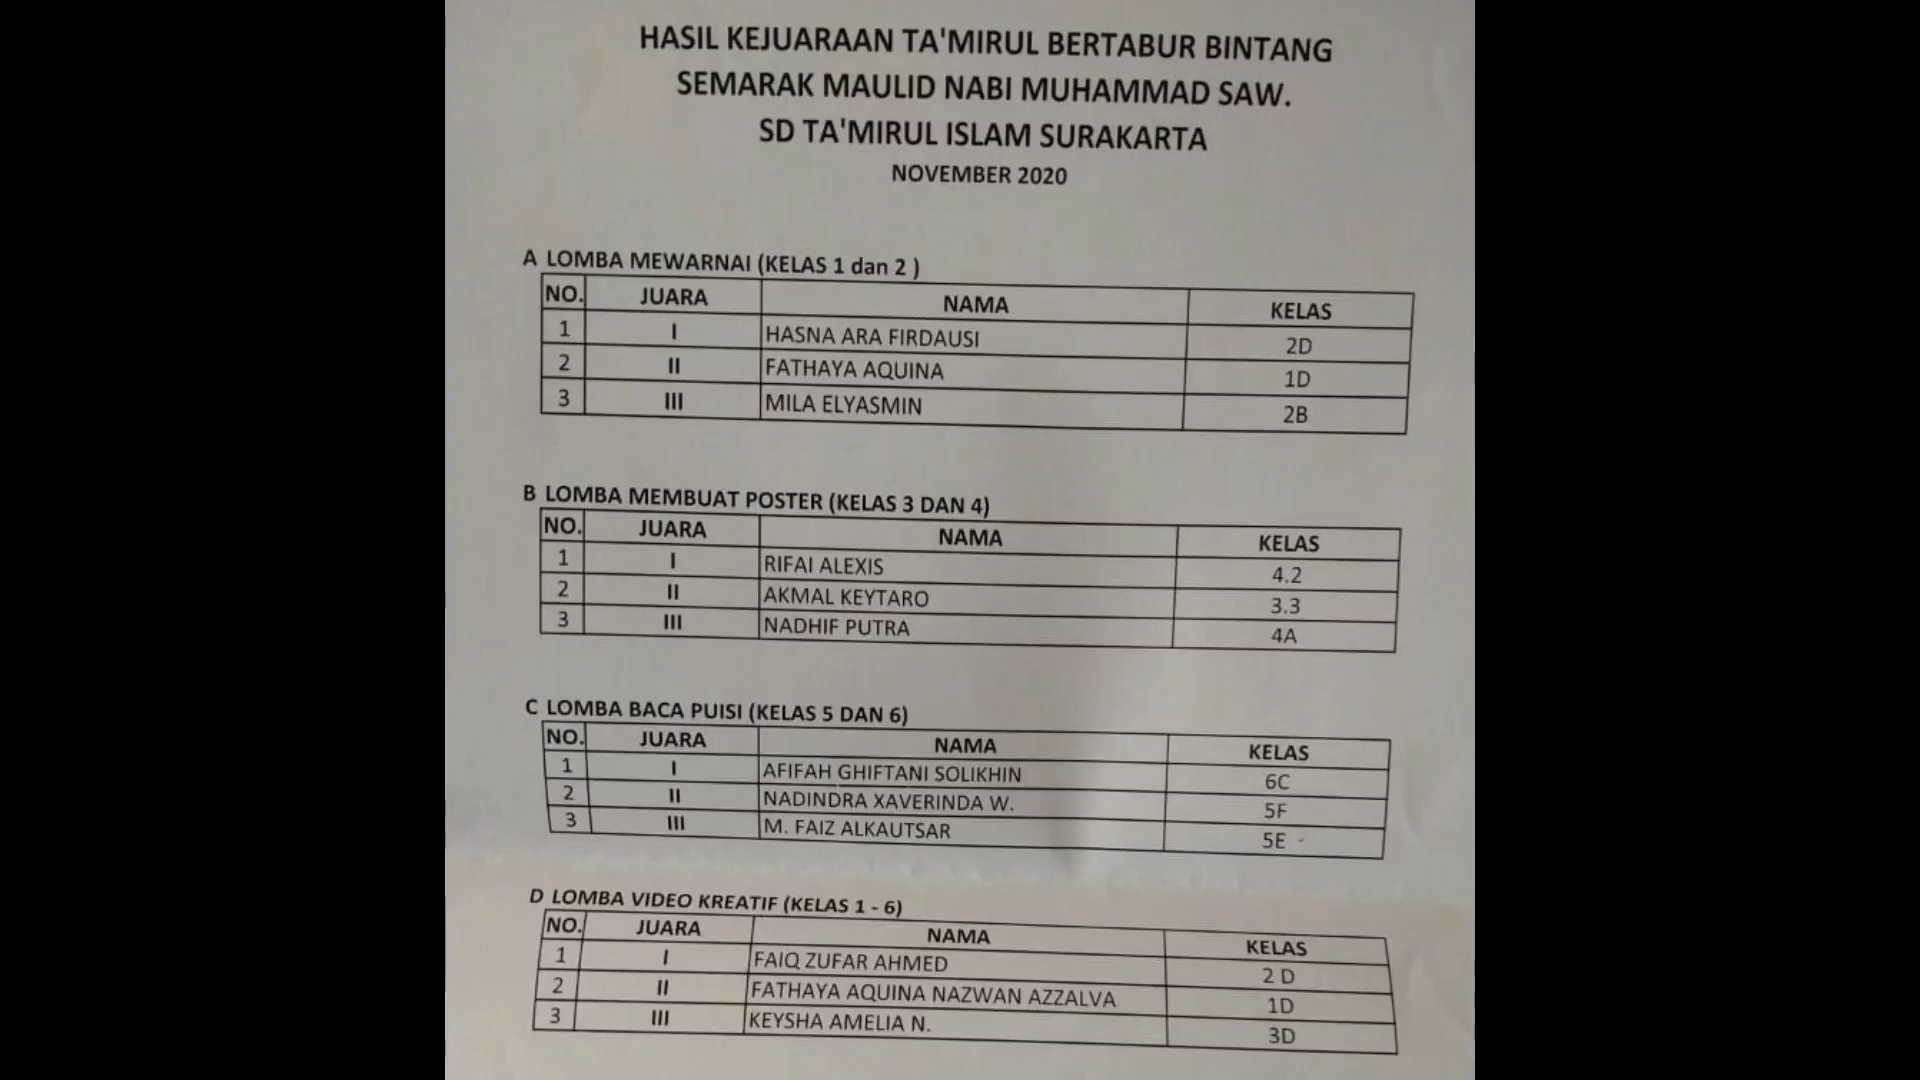 HASIL KEJUARAAN TA'MIRUL BERTABUR BINTANG
SEMARAK MAULID NABI MUHAMMAD SAW.
SD TA'MIRUL ISLAM SURAKARTA
NOVEMBER 2020
A LOMBA MEWARNAI (KELAS 1 dan 2 )
NO. JUARA NAMA KELAS
1 I HASNA ARA FIRDAUSI 2D
2 II FATHAYA AQUINA 1D
3 III MILA ELYASMIN 2B
B LOMBA MEMBUAT POSTER (KELAS 3 DAN 4)
NO. JUARA NAMA KELAS
1 I RIFAI ALEXIS 4.2
2 II AKMAL KEYTARO 3.3
3 III NADHIF PUTRA 4A
C LOMBA BACA PUISI (KELAS 5 DAN 6)
NO. JUARA NAMA KELAS
1 I AFIFAH GHIFTANI SOLIKHIN 6C
2 II NADINDRA XAVERINDA W. 5F
3 III M. FAIZ ALKAUTSAR 5E
D LOMBA VIDEO KREATIF (KELAS 1 - 6)
NO. JUARA NAMA KELAS
1 I FAIQ ZUFAR AHMED 2 D
2 II FATHAYA AQUINA NAZWAN AZZALVA 1D
3 III KEYSHA AMELIA N. 3D